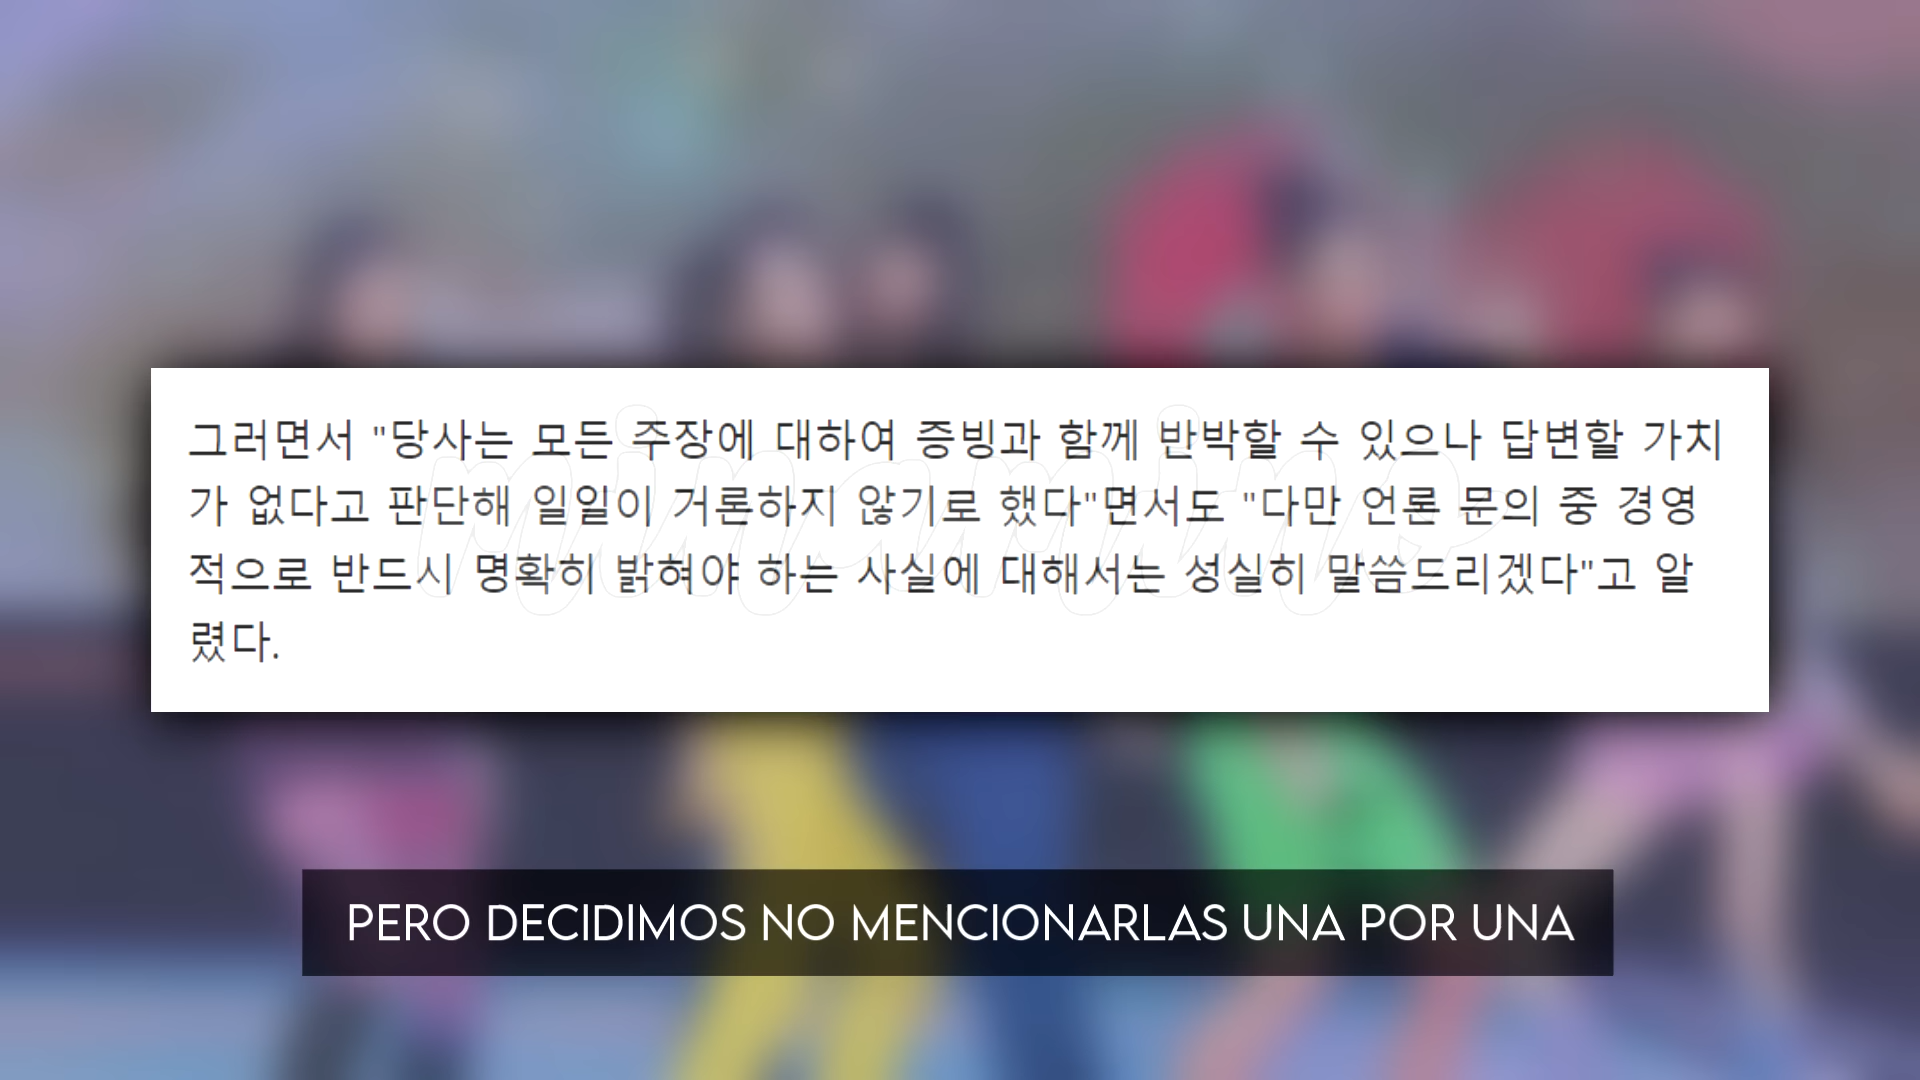 그러면서 "당사는 모든 주장에 대하여 증빙과 함께 반박할 수 있으나 답변할 가치
가 없다고 판단해 일일이 거론하지 않기로 했다"면서도 "다만 언론 문의 중 경영
적으로 반드시 명확히 밝혀야 하는 사실에 대해서는 성실히 말씀드리겠다"고 알
렸다.
PERO DECIDIMOS NO MENCIONARLAS UNA POR UNA